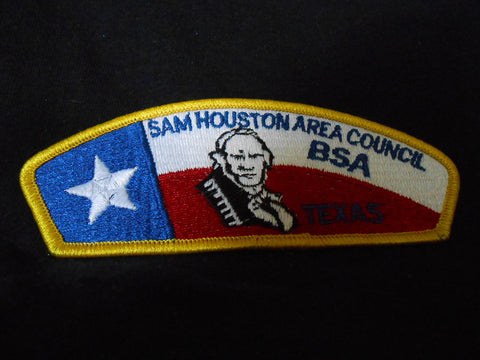 SAM HOUSTON AREA COUNCIL
BSA
TEXAS